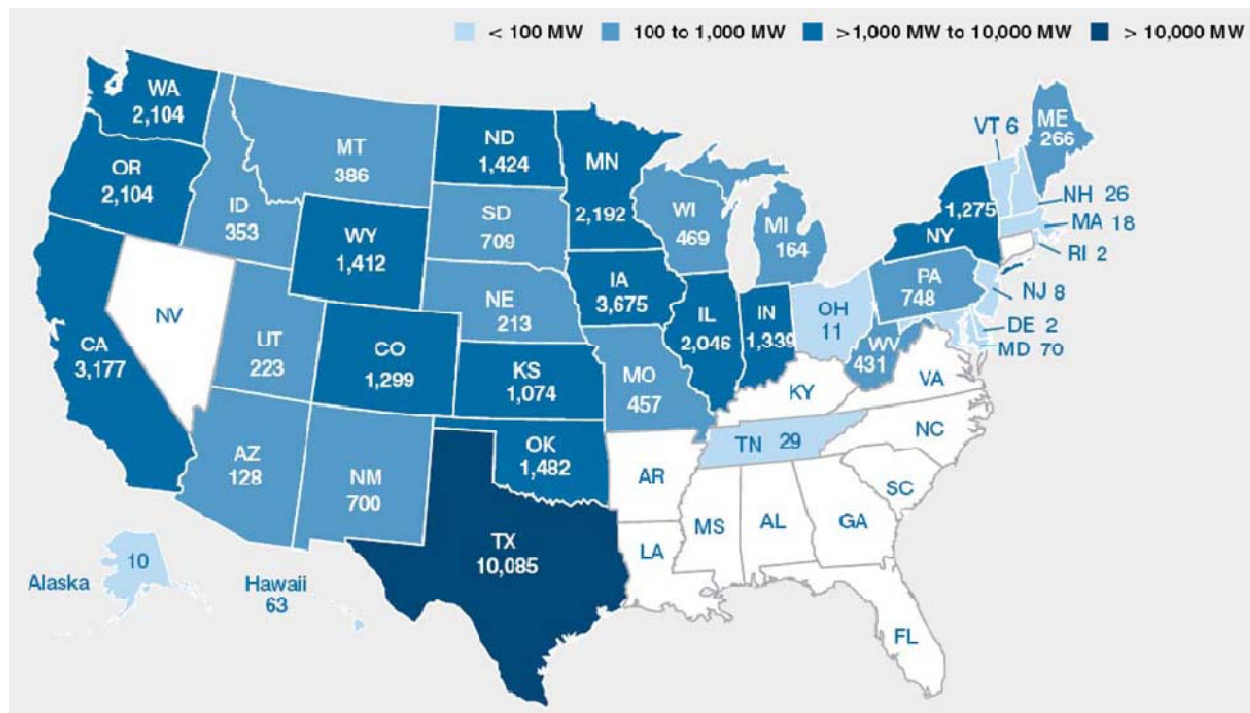 < 100 MW
100 to 1,000 MW
>1,000 MW to 10,000 MW
> 10,000 MW
WA
2,104
OR
2,104
CA
3,177
NV
ID
353
MT
386
WY
1,412
UT
223
CO
1,299
AZ
128
NM
700
ND
1,424
SD
709
NE
213
KS
1,074
OK
1,482
TX
10,085
MN
2,192
IA
3,675
MO
457
AR
LA
WI
469
IL
2,046
MI
164
IN
1,339
OH
11
KY
TN 29
MS
AL
GA
FL
SC
NC
VA
WV
431
PA
748
1,275
NY
VT 6
ME
266
NH 26
MA 18
RI 2
NJ 8
DE 2
MD 70
10
Alaska
Hawaii
63